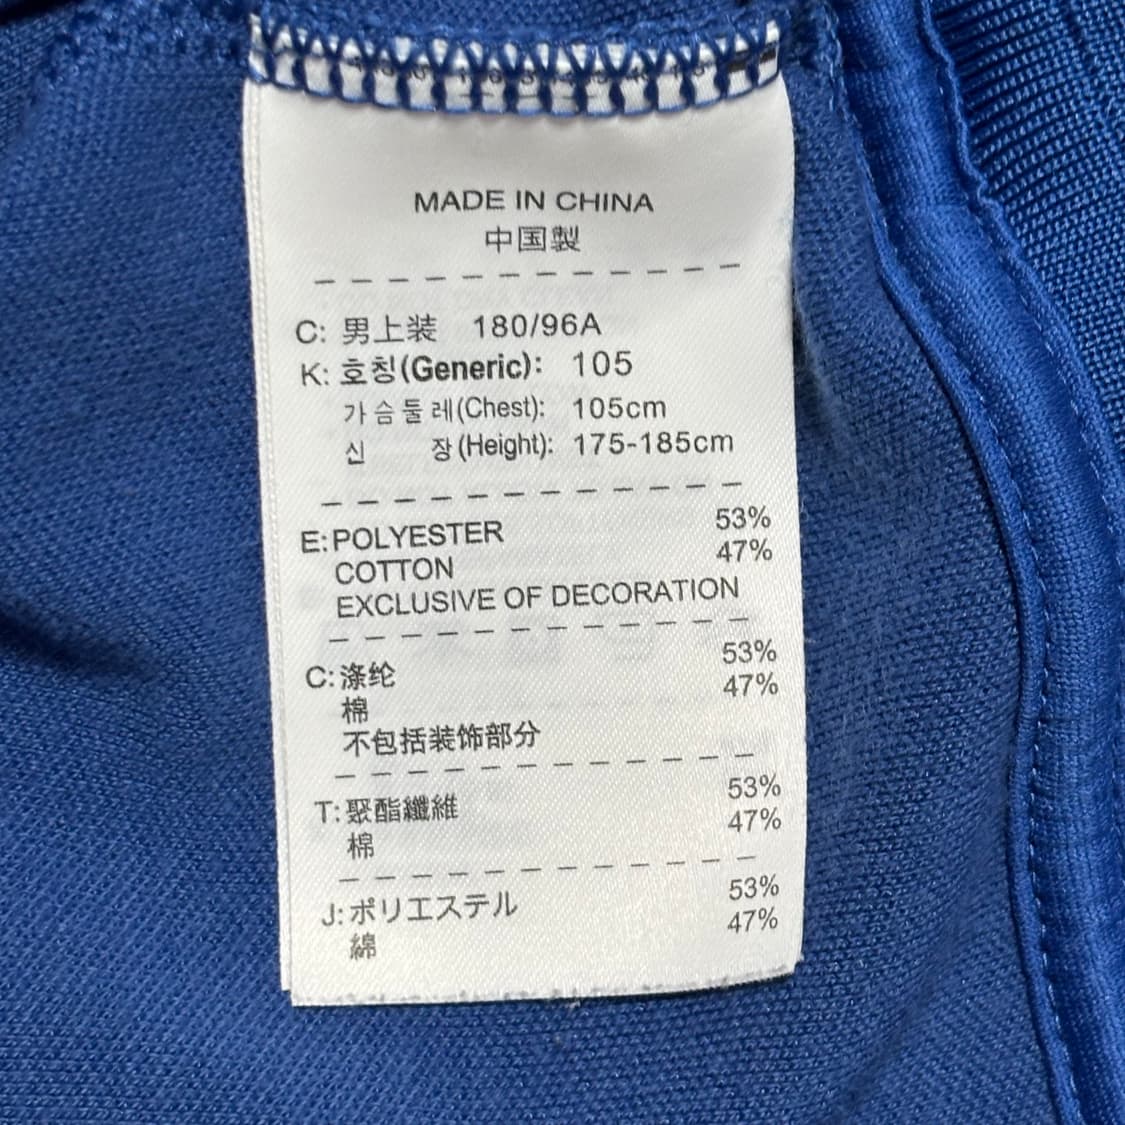 MADE IN CHINA
中国製
C: 男上装 180/96A
K: 호칭(Generic): 105
가슴둘레(Chest): 105cm
신 장(Height): 175-185cm
E: POLYESTER 53%
COTTON 47%
EXCLUSIVE OF DECORATION
C: 涤纶 53%
棉 47%
不包括装饰部分
T: 聚酯纖維 53%
棉 47%
J: ポリエステル 53%
綿 47%